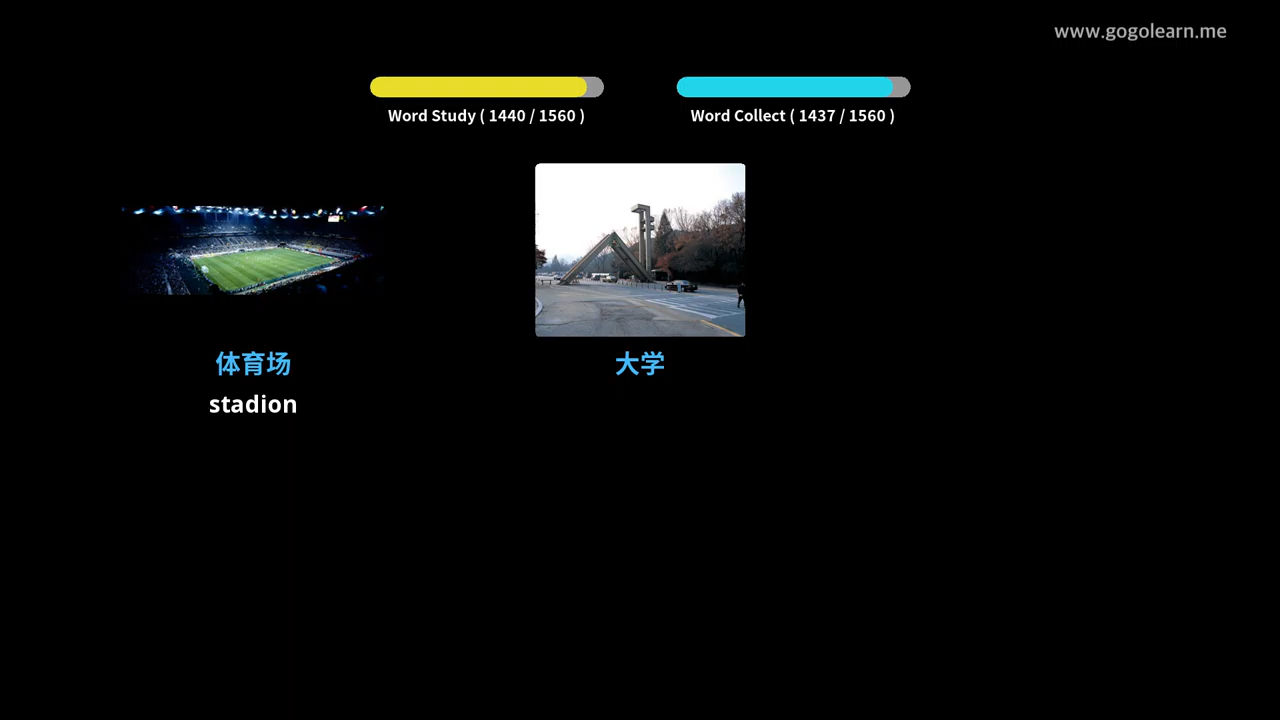 www.gogolearn.me
Word Study ( 1440 / 1560 )
Word Collect ( 1437 / 1560 )
体育场
stadion
大学